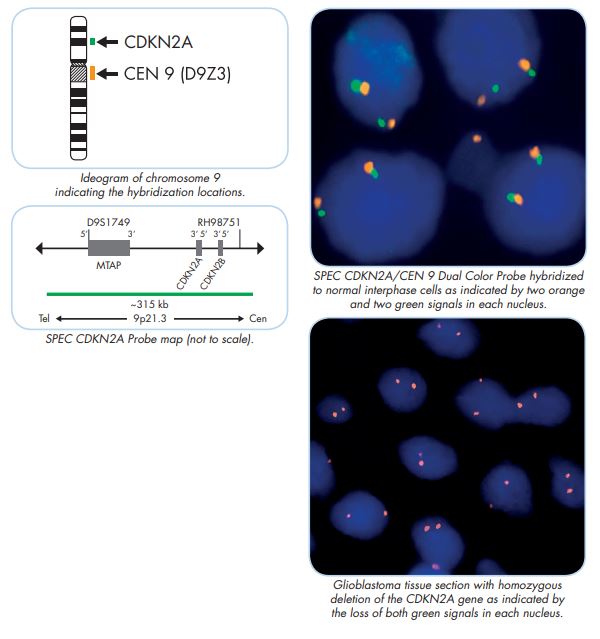 CDKN2A
CEN 9 (D9Z3)
Ideogram of chromosome 9
indicating the hybridization locations.
D9S1749 RH98751
5' 3' 3' 5' 3' 5'
MTAP
CDKN2A
CDKN2B
~315 kb
Tel 9p21.3 Cen
SPEC CDKN2A Probe map (not to scale).
SPEC CDKN2A/CEN 9 Dual Color Probe hybridized
to normal interphase cells as indicated by two orange
and two green signals in each nucleus.
Glioblastoma tissue section with homozygous
deletion of the CDKN2A gene as indicated by
the loss of both green signals in each nucleus.